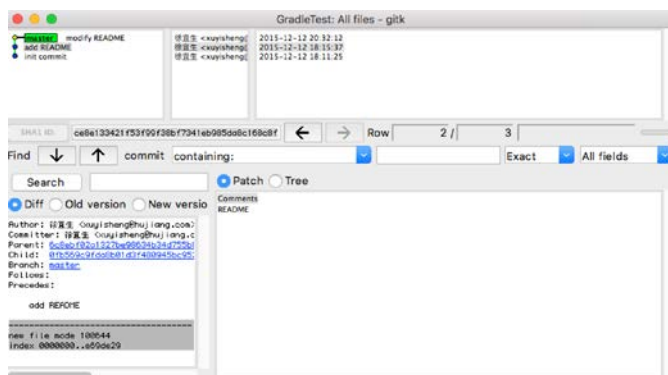 GradleTest: All files - gitk
master modify README
add README
init commit
徐宜生 <xuyisheng(
徐宜生 <xuyisheng(
徐宜生 <xuyisheng(
2015-12-12 20:32:12
2015-12-12 18:15:37
2015-12-12 18:11:25
SHA1 ID: ce8e133421f53f99f38bf7341eb985da8c168c8f Row 2 / 3
Find commit containing: Exact All fields
Search Patch Tree
Diff Old version New versio
Comments
README
Author: 徐宜生 <xuyisheng@hujiang.com>
Committer: 徐宜生 <xuyisheng@hujiang.c
Parent:
Child:
Branch: master
Follows:
Precedes:
add README
new file mode 100644
index 0000000..e69de29